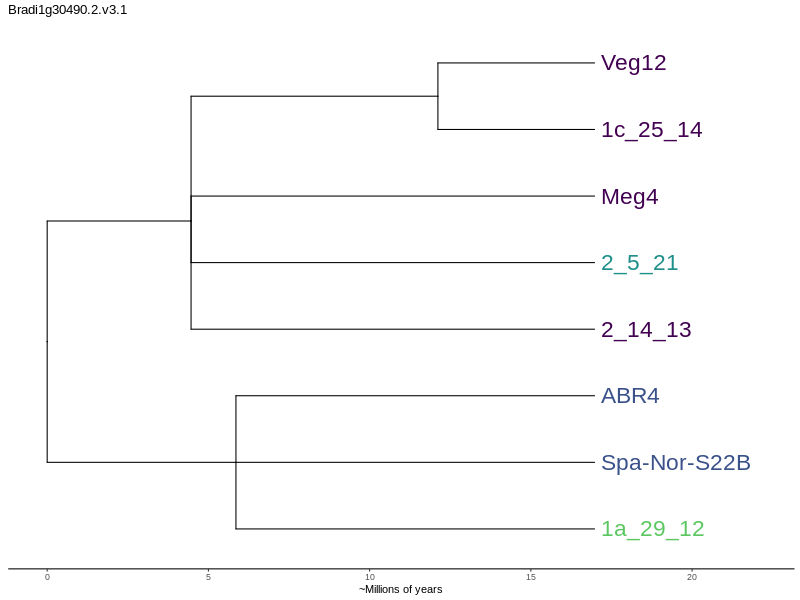 Bradi1g30490.2.v3.1
Veg12
1c_25_14
Meg4
2_5_21
2_14_13
ABR4
Spa-Nor-S22B
1a_29_12
0 5 10 15 20
~Millions of years